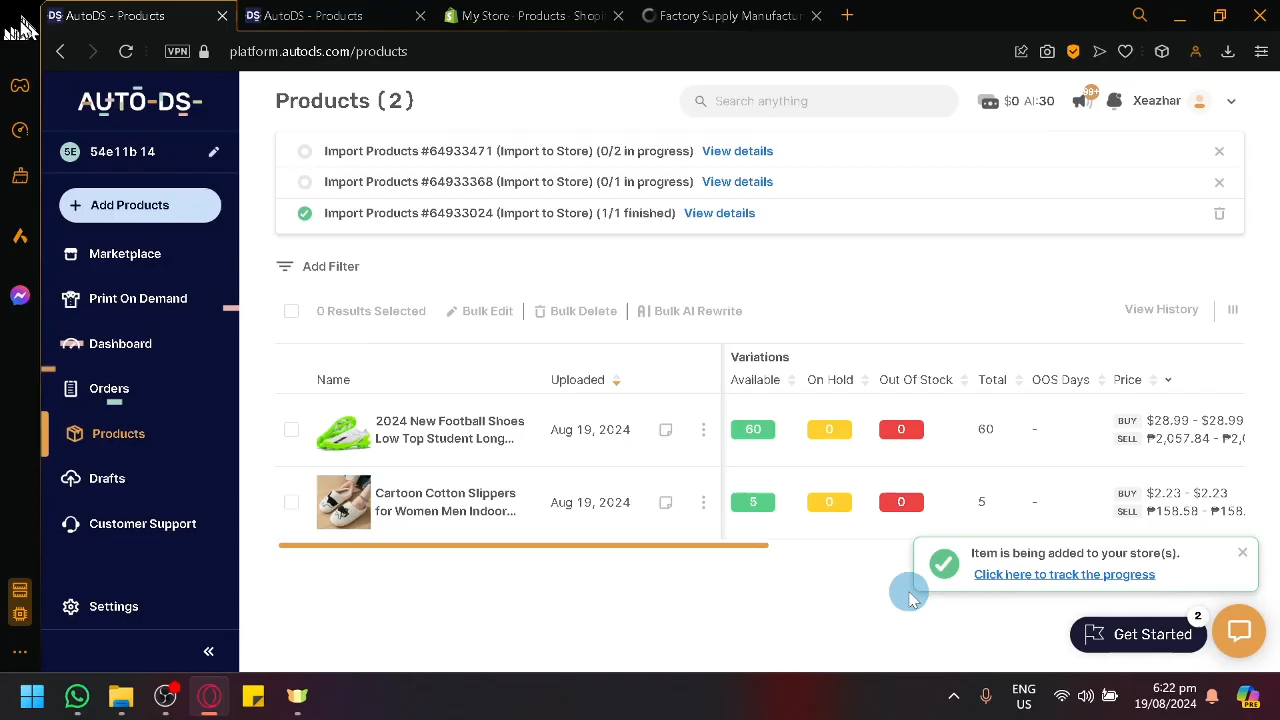 DS AutoDS - Products
DS AutoDS - Products
My Store · Products · Shopi
Factory Supply Manufactur
VPN
platform.autods.com/products
AUTO-DS-
Products (2)
Search anything
$0 AI:30
99+
Xeazhar
5E 54e11b 14
Import Products #64933471 (Import to Store) (0/2 in progress) View details
Import Products #64933368 (Import to Store) (0/1 in progress) View details
Import Products #64933024 (Import to Store) (1/1 finished) View details
+ Add Products
Marketplace
Print On Demand
Dashboard
Orders
Products
Drafts
Customer Support
Settings
Add Filter
0 Results Selected
Bulk Edit
Bulk Delete
AI Bulk AI Rewrite
View History
Variations
Name
Uploaded
Available
On Hold
Out Of Stock
Total
OOS Days
Price
2024 New Football Shoes
Low Top Student Long...
Aug 19, 2024
60
0
0
60
-
BUY $28.99 - $28.99
SELL ₱2,057.84 - ₱2,0
Cartoon Cotton Slippers
for Women Men Indoor...
Aug 19, 2024
5
0
0
5
-
BUY $2.23 - $2.23
SELL ₱158.58 - ₱158.
Item is being added to your store(s).
Click here to track the progress
2
Get Started
ENG
US
6:22 pm
19/08/2024
PRE